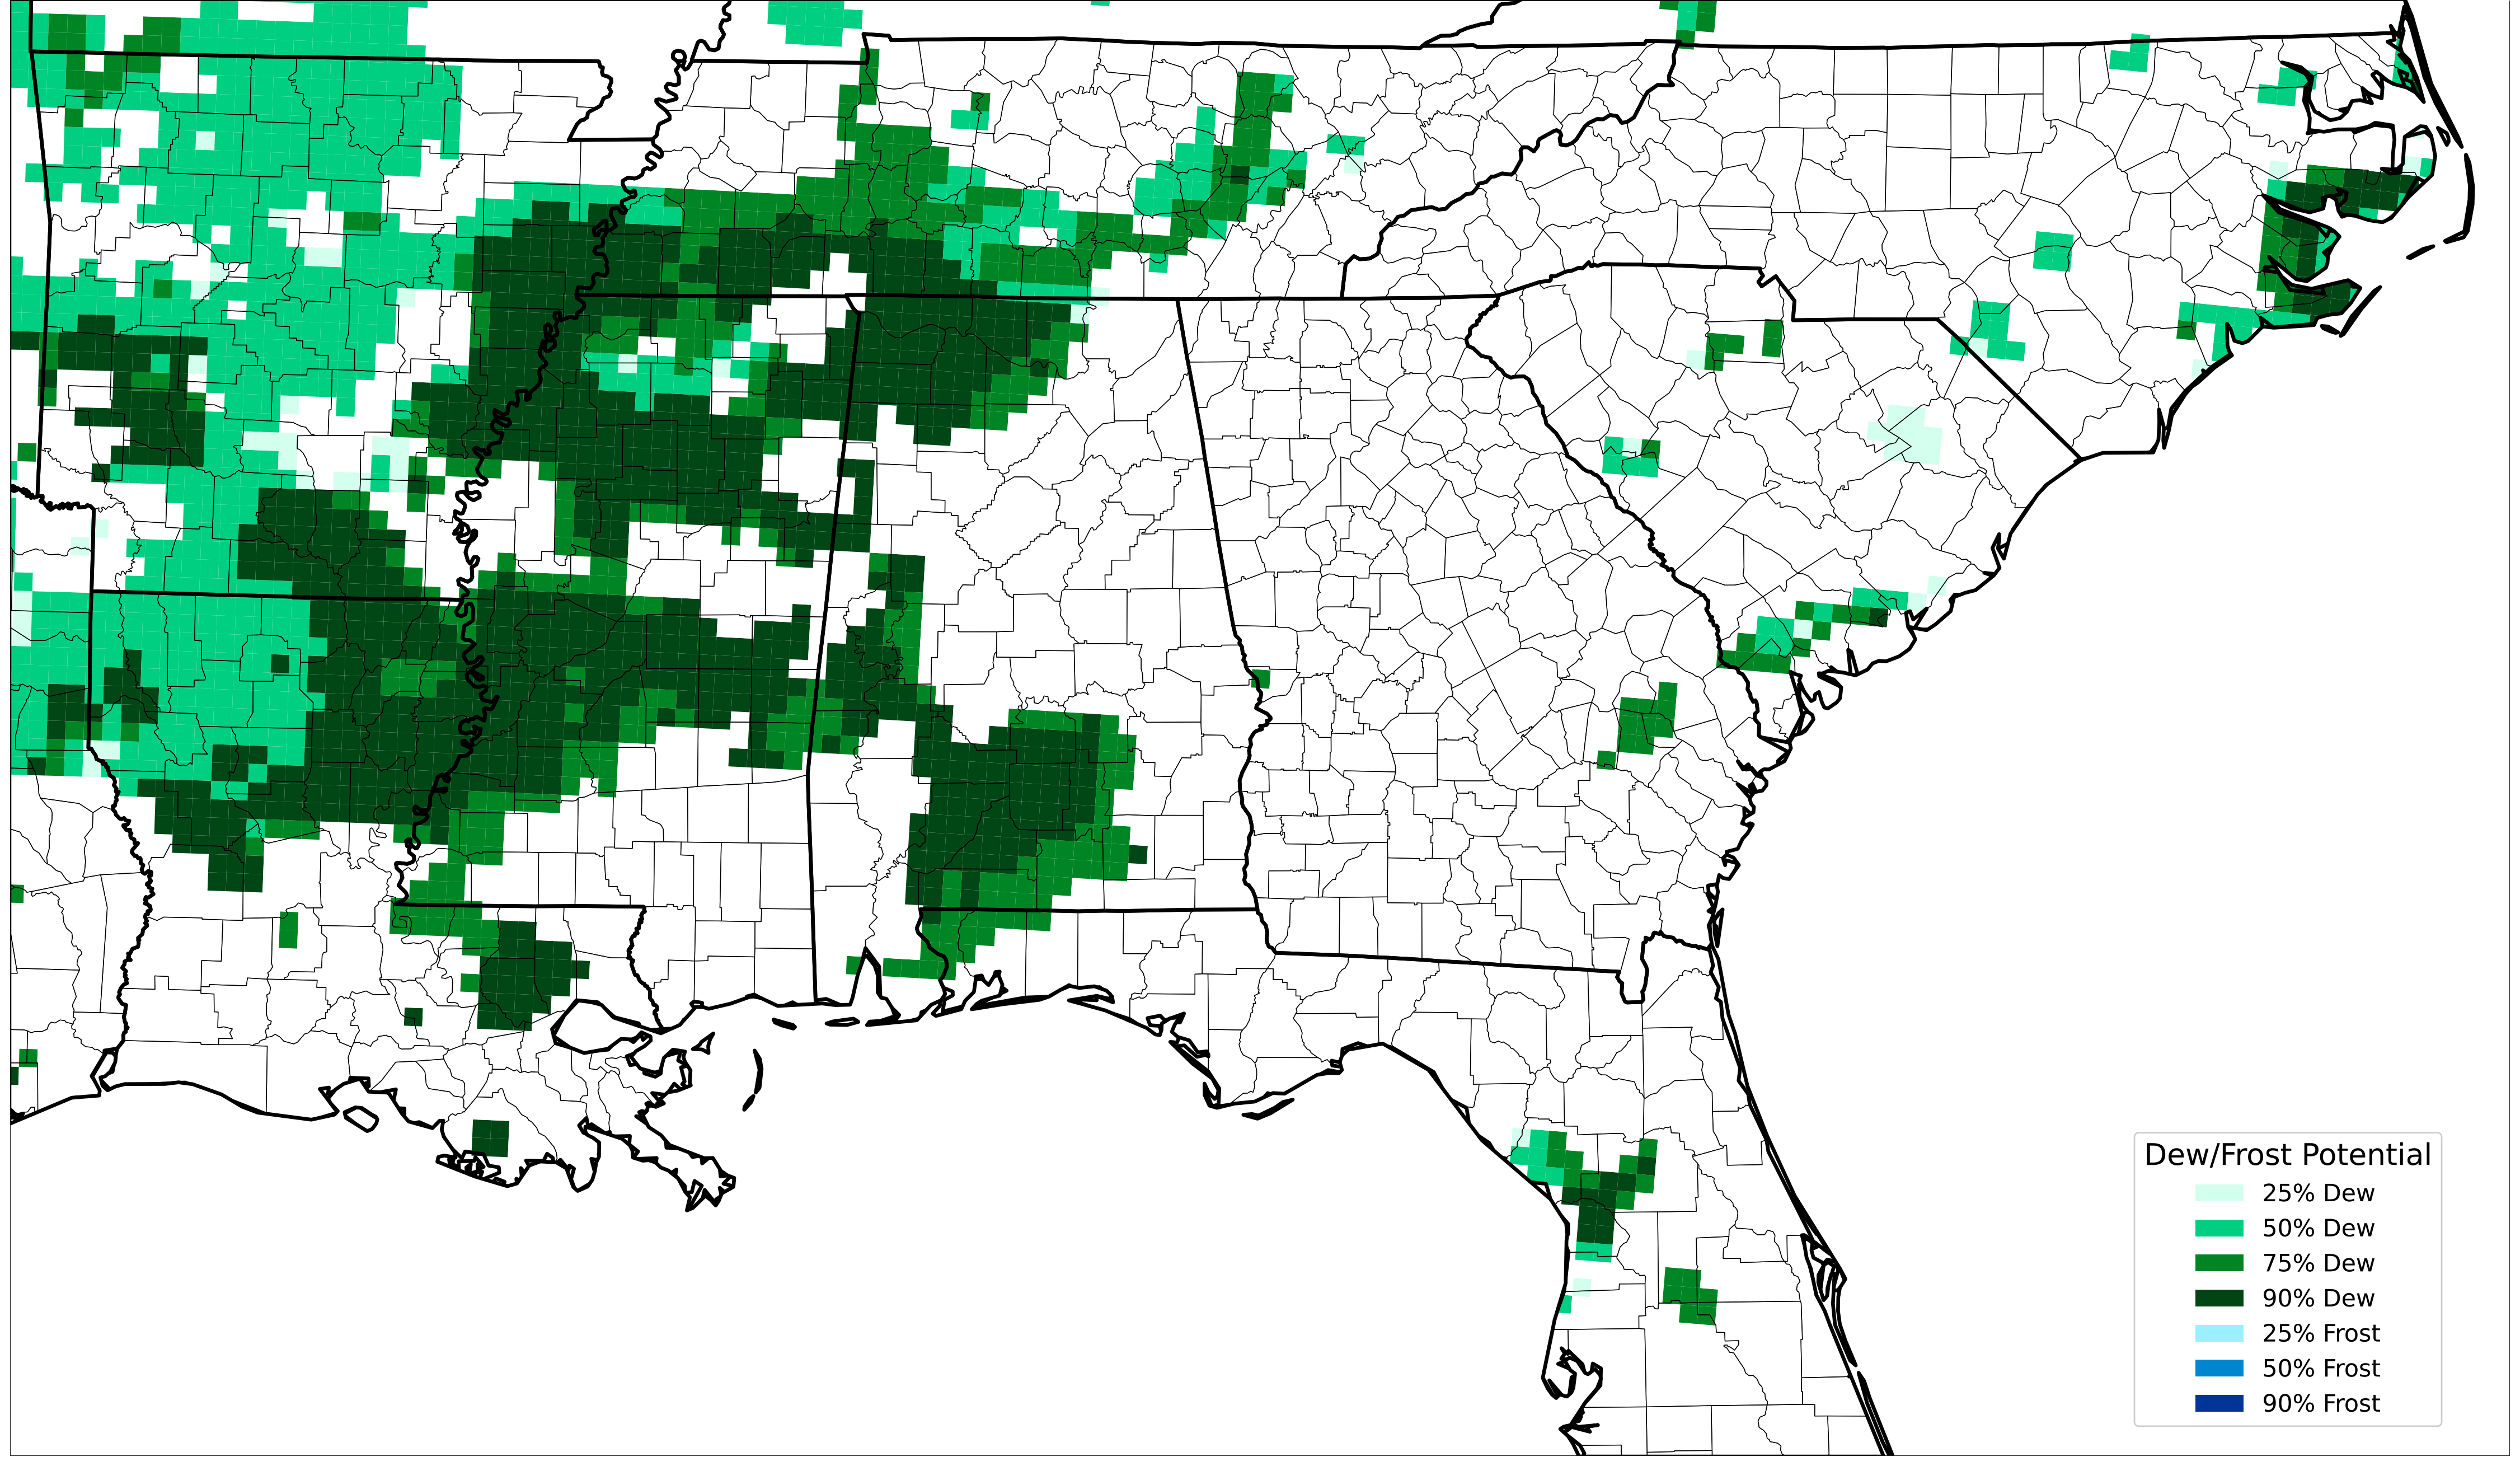 Dew/Frost Potential
25% Dew
50% Dew
75% Dew
90% Dew
25% Frost
50% Frost
90% Frost